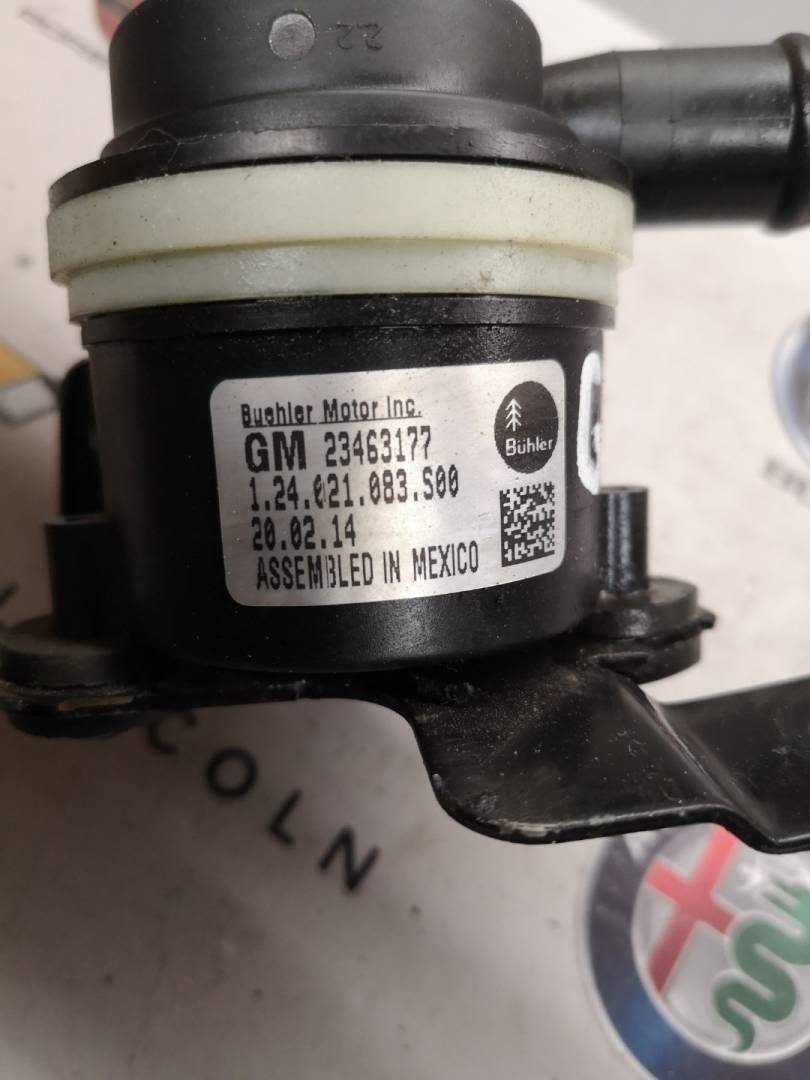 22
Buehler Motor Inc.
GM 23463177
Bühler
1.24.021.083.S00
20.02.14
ASSEMBLED IN MEXICO
COLN